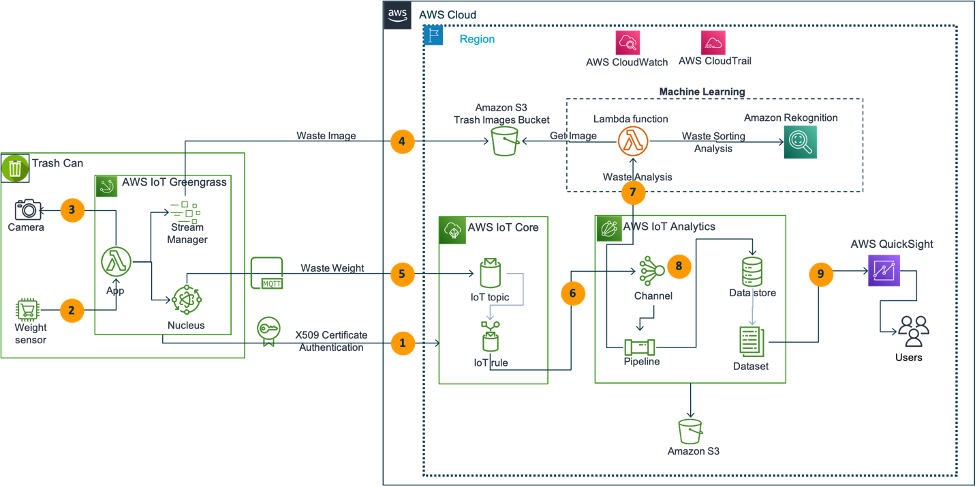 aws
AWS Cloud
Region
AWS CloudWatch
AWS CloudTrail
Machine Learning
Amazon S3
Trash Images Bucket
Lambda function
Amazon Rekognition
Waste Image
4
Get Image
Waste Sorting
Analysis
Trash Can
Waste Analysis
7
AWS IoT Greengrass
Camera
3
Stream
Manager
AWS IoT Core
AWS IoT Analytics
AWS QuickSight
App
MQTT
Waste Weight
5
IoT topic
6
8
Channel
Data store
9
2
Weight
sensor
Nucleus
X509 Certificate
Authentication
1
IoT rule
Pipeline
Dataset
Users
Amazon S3